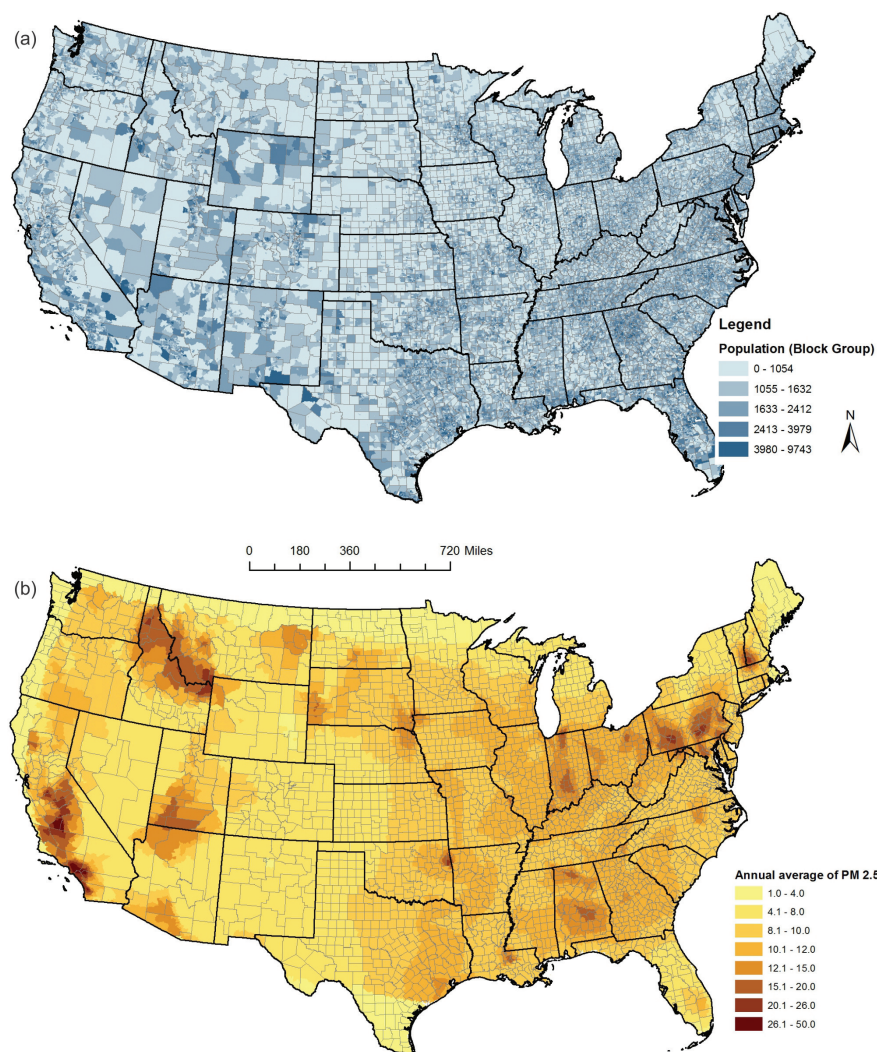 (a)
Legend
Population (Block Group)
0 - 1054
1055 - 1632
1633 - 2412
2413 - 3979
3980 - 9743
N
0 180 360 720 Miles
(b)
Annual average of PM 2.5
1.0 - 4.0
4.1 - 8.0
8.1 - 10.0
10.1 - 12.0
12.1 - 15.0
15.1 - 20.0
20.1 - 26.0
26.1 - 50.0